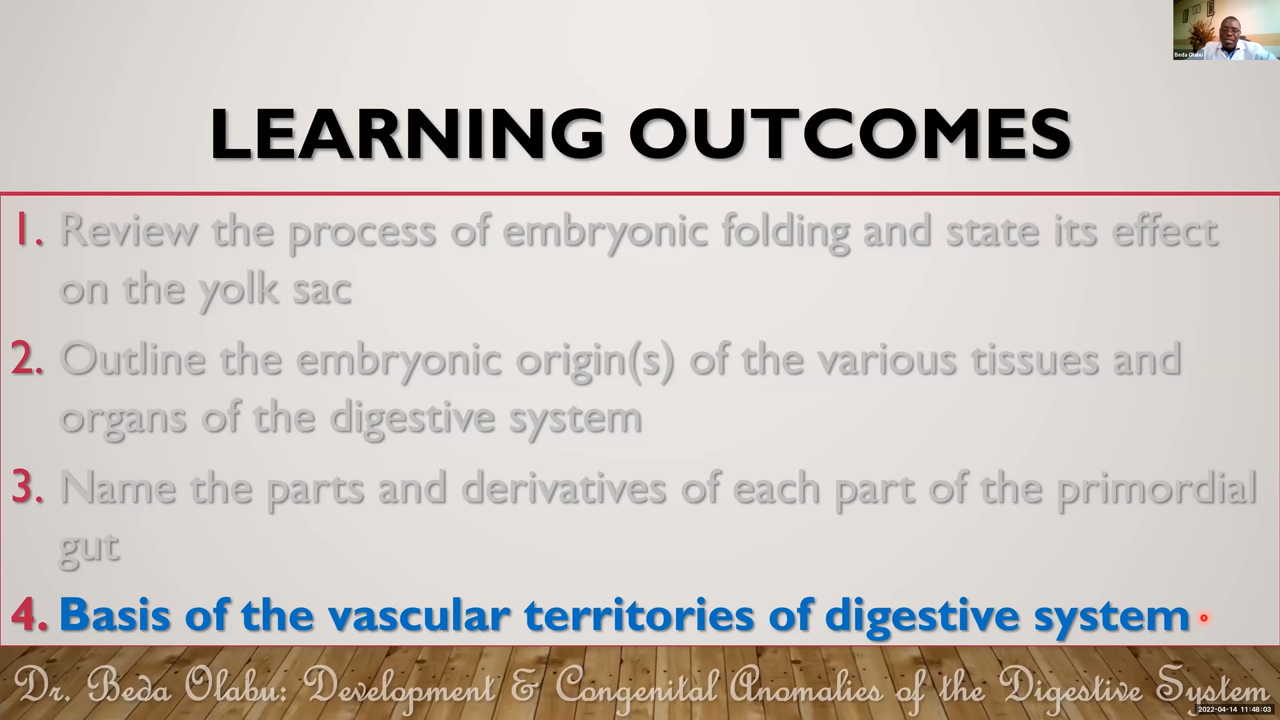 Beda Olabu
LEARNING OUTCOMES
1. Review the process of embryonic folding and state its effect
on the yolk sac
2. Outline the embryonic origin(s) of the various tissues and
organs of the digestive system
3. Name the parts and derivatives of each part of the primordial
gut
4. Basis of the vascular territories of digestive system
Dr. Beda Olabu: Development & Congenital Anomalies of the Digestive System
2022-04-14 11:48:03